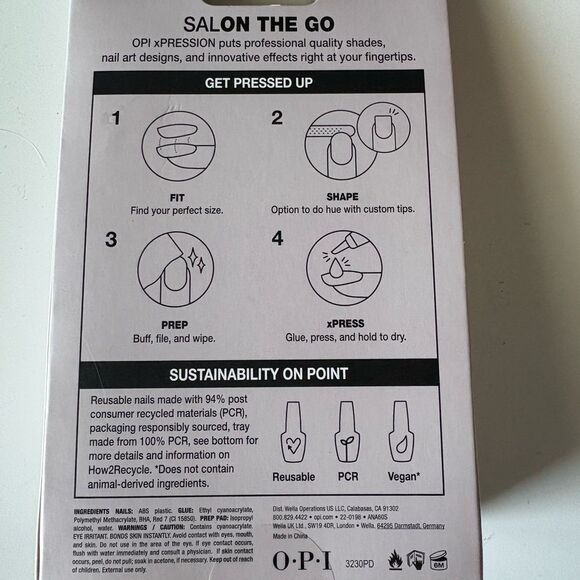 SALON THE GO
OPI xPRESSION puts professional quality shades,
nail art designs, and innovative effects right at your fingertips.
GET PRESSED UP
1
FIT
Find your perfect size.
2
SHAPE
Option to do hue with custom tips.
3
PREP
Buff, file, and wipe.
4
xPRESS
Glue, press, and hold to dry.
SUSTAINABILITY ON POINT
Reusable nails made with 94% post
consumer recycled materials (PCR),
packaging responsibly sourced, tray
made from 100% PCR, see bottom for
more details and information on
How2Recycle. *Does not contain
animal-derived ingredients.
Reusable
PCR
Vegan*
INGREDIENTS NAILS: ABS plastic. GLUE: Ethyl cyanoacrylate,
Polymethyl Methacrylate, BHA, Red 7 (CI 15850). PREP PAD: Isopropyl
alcohol, water. WARNINGS / CAUTION: Contains cyanoacrylate.
EYE IRRITANT. BONDS SKIN INSTANTLY. Avoid contact with eyes, mouth,
and skin. Do not use in the area of the eye. If eye contact occurs,
flush with water immediately and consult a physician. If skin contact
occurs, peel, do not pull; soak in acetone, if necessary. Keep out of reach
of children. External use only.
Dist. Wella Operations US LLC, Calabasas, CA 91302
800.829.4422 • opi.com • 22-0198 • ANA60S
Wella UK Ltd., SW19 4DR, London • Wella, 64295 Darmstadt, Germany
Made in China
O·P·I
3230PD
6M